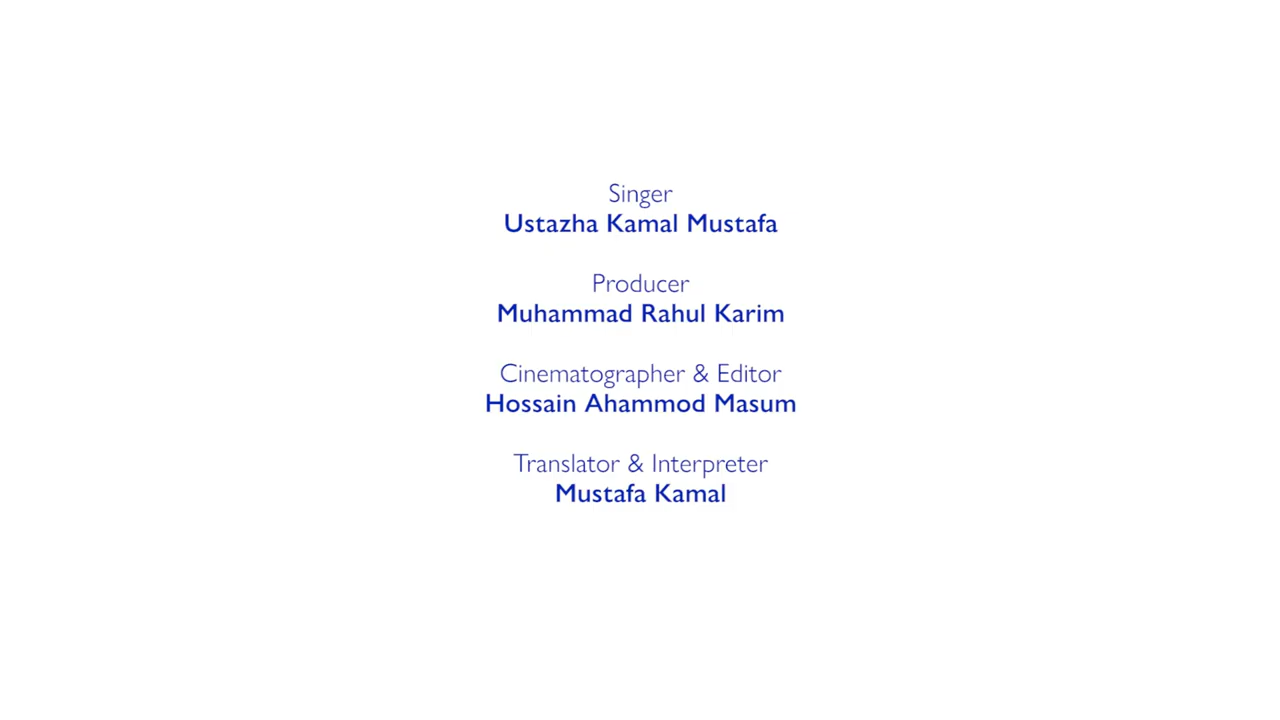 Singer
Ustazha Kamal Mustafa
Producer
Muhammad Rahul Karim
Cinematographer & Editor
Hossain Ahammod Masum
Translator & Interpreter
Mustafa Kamal